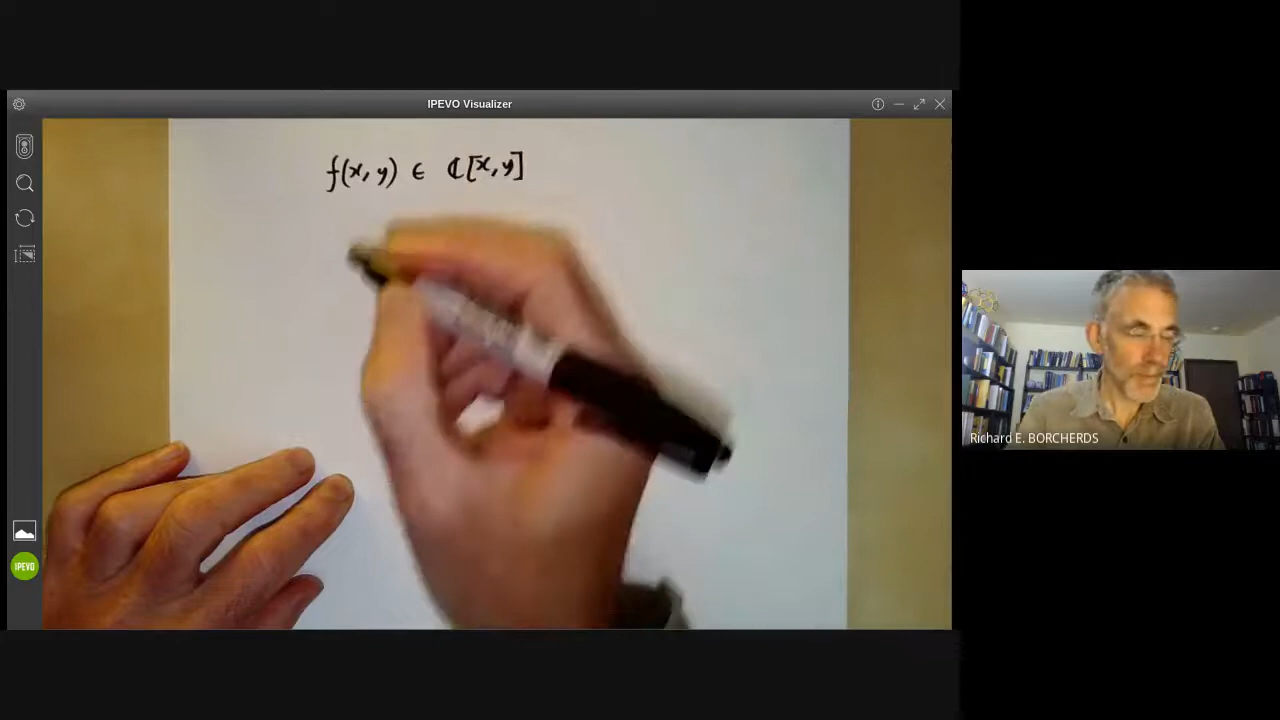 IPEVO Visualizer
f(x, y) ∈ ℂ[x, y]
Richard E. BORCHERDS
IPEVO